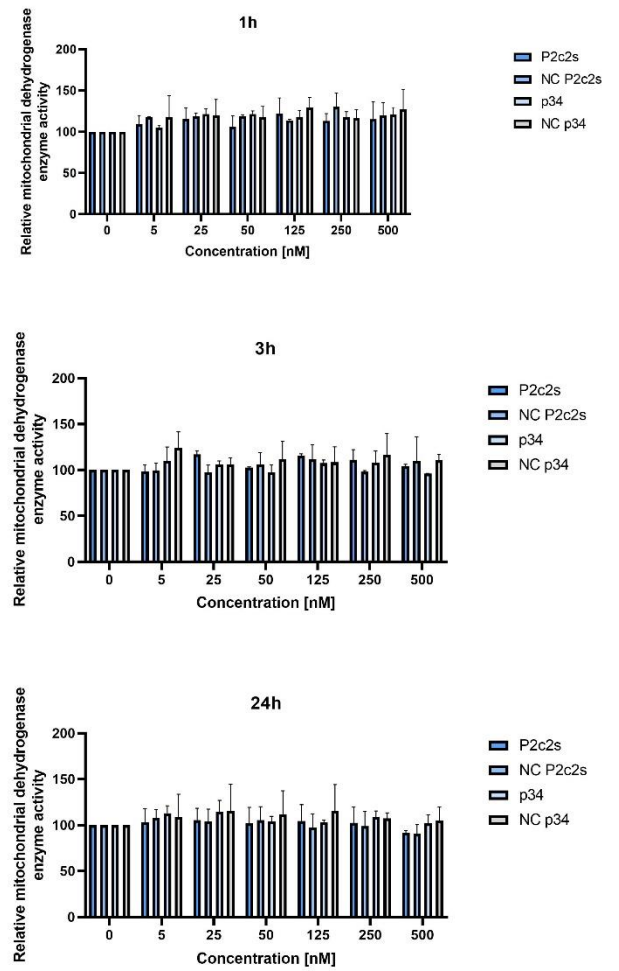 1h
Relative mitochondrial dehydrogenase
enzyme activity
200
150
100
50
0
0 5 25 50 125 250 500
Concentration [nM]
P2c2s
NC P2c2s
p34
NC p34
3h
Relative mitochondrial dehydrogenase
enzyme activity
200
150
100
50
0
0 5 25 50 125 250 500
Concentration [nM]
P2c2s
NC P2c2s
p34
NC p34
24h
Relative mitochondrial dehydrogenase
enzyme activity
200
150
100
50
0
0 5 25 50 125 250 500
Concentration [nM]
P2c2s
NC P2c2s
p34
NC p34